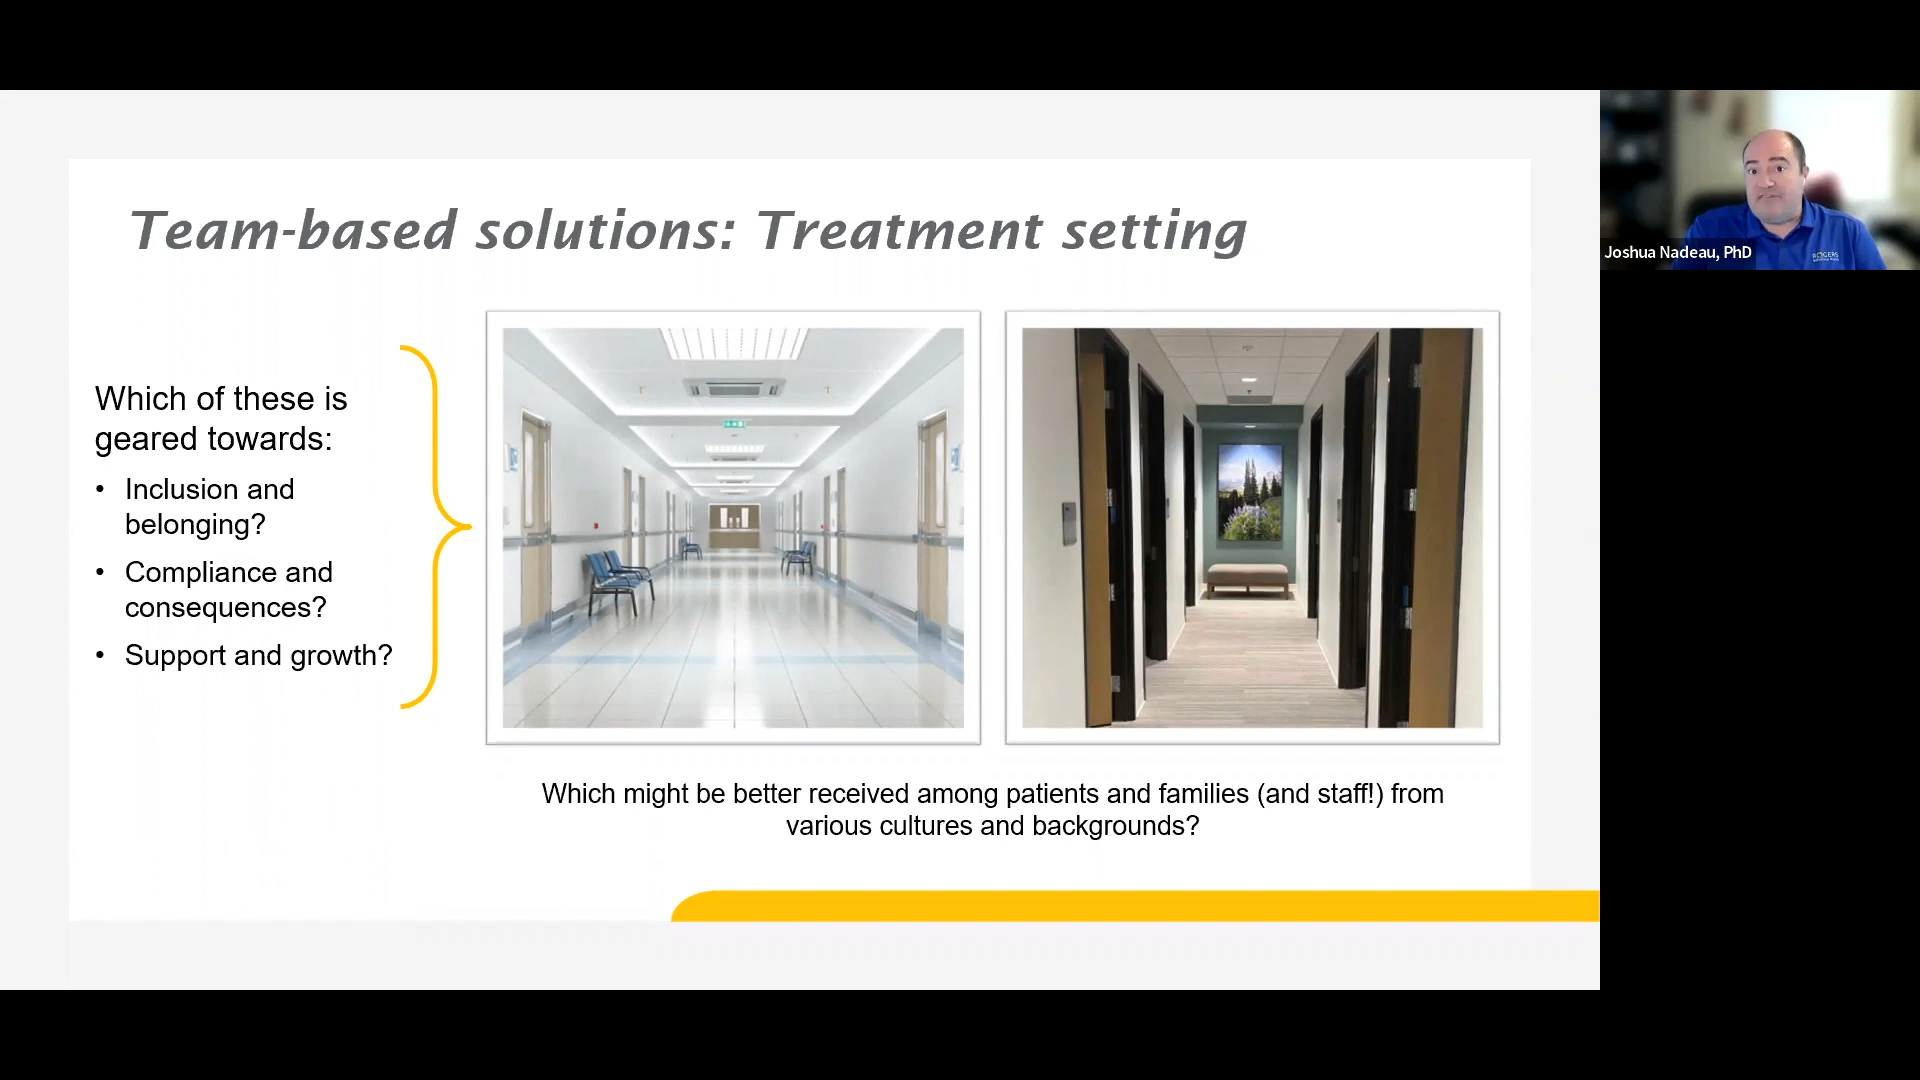 Team-based solutions: Treatment setting
Which of these is
geared towards:
• Inclusion and
belonging?
• Compliance and
consequences?
• Support and growth?
Which might be better received among patients and families (and staff!) from
various cultures and backgrounds?
Joshua Nadeau, PhD
ROGERS